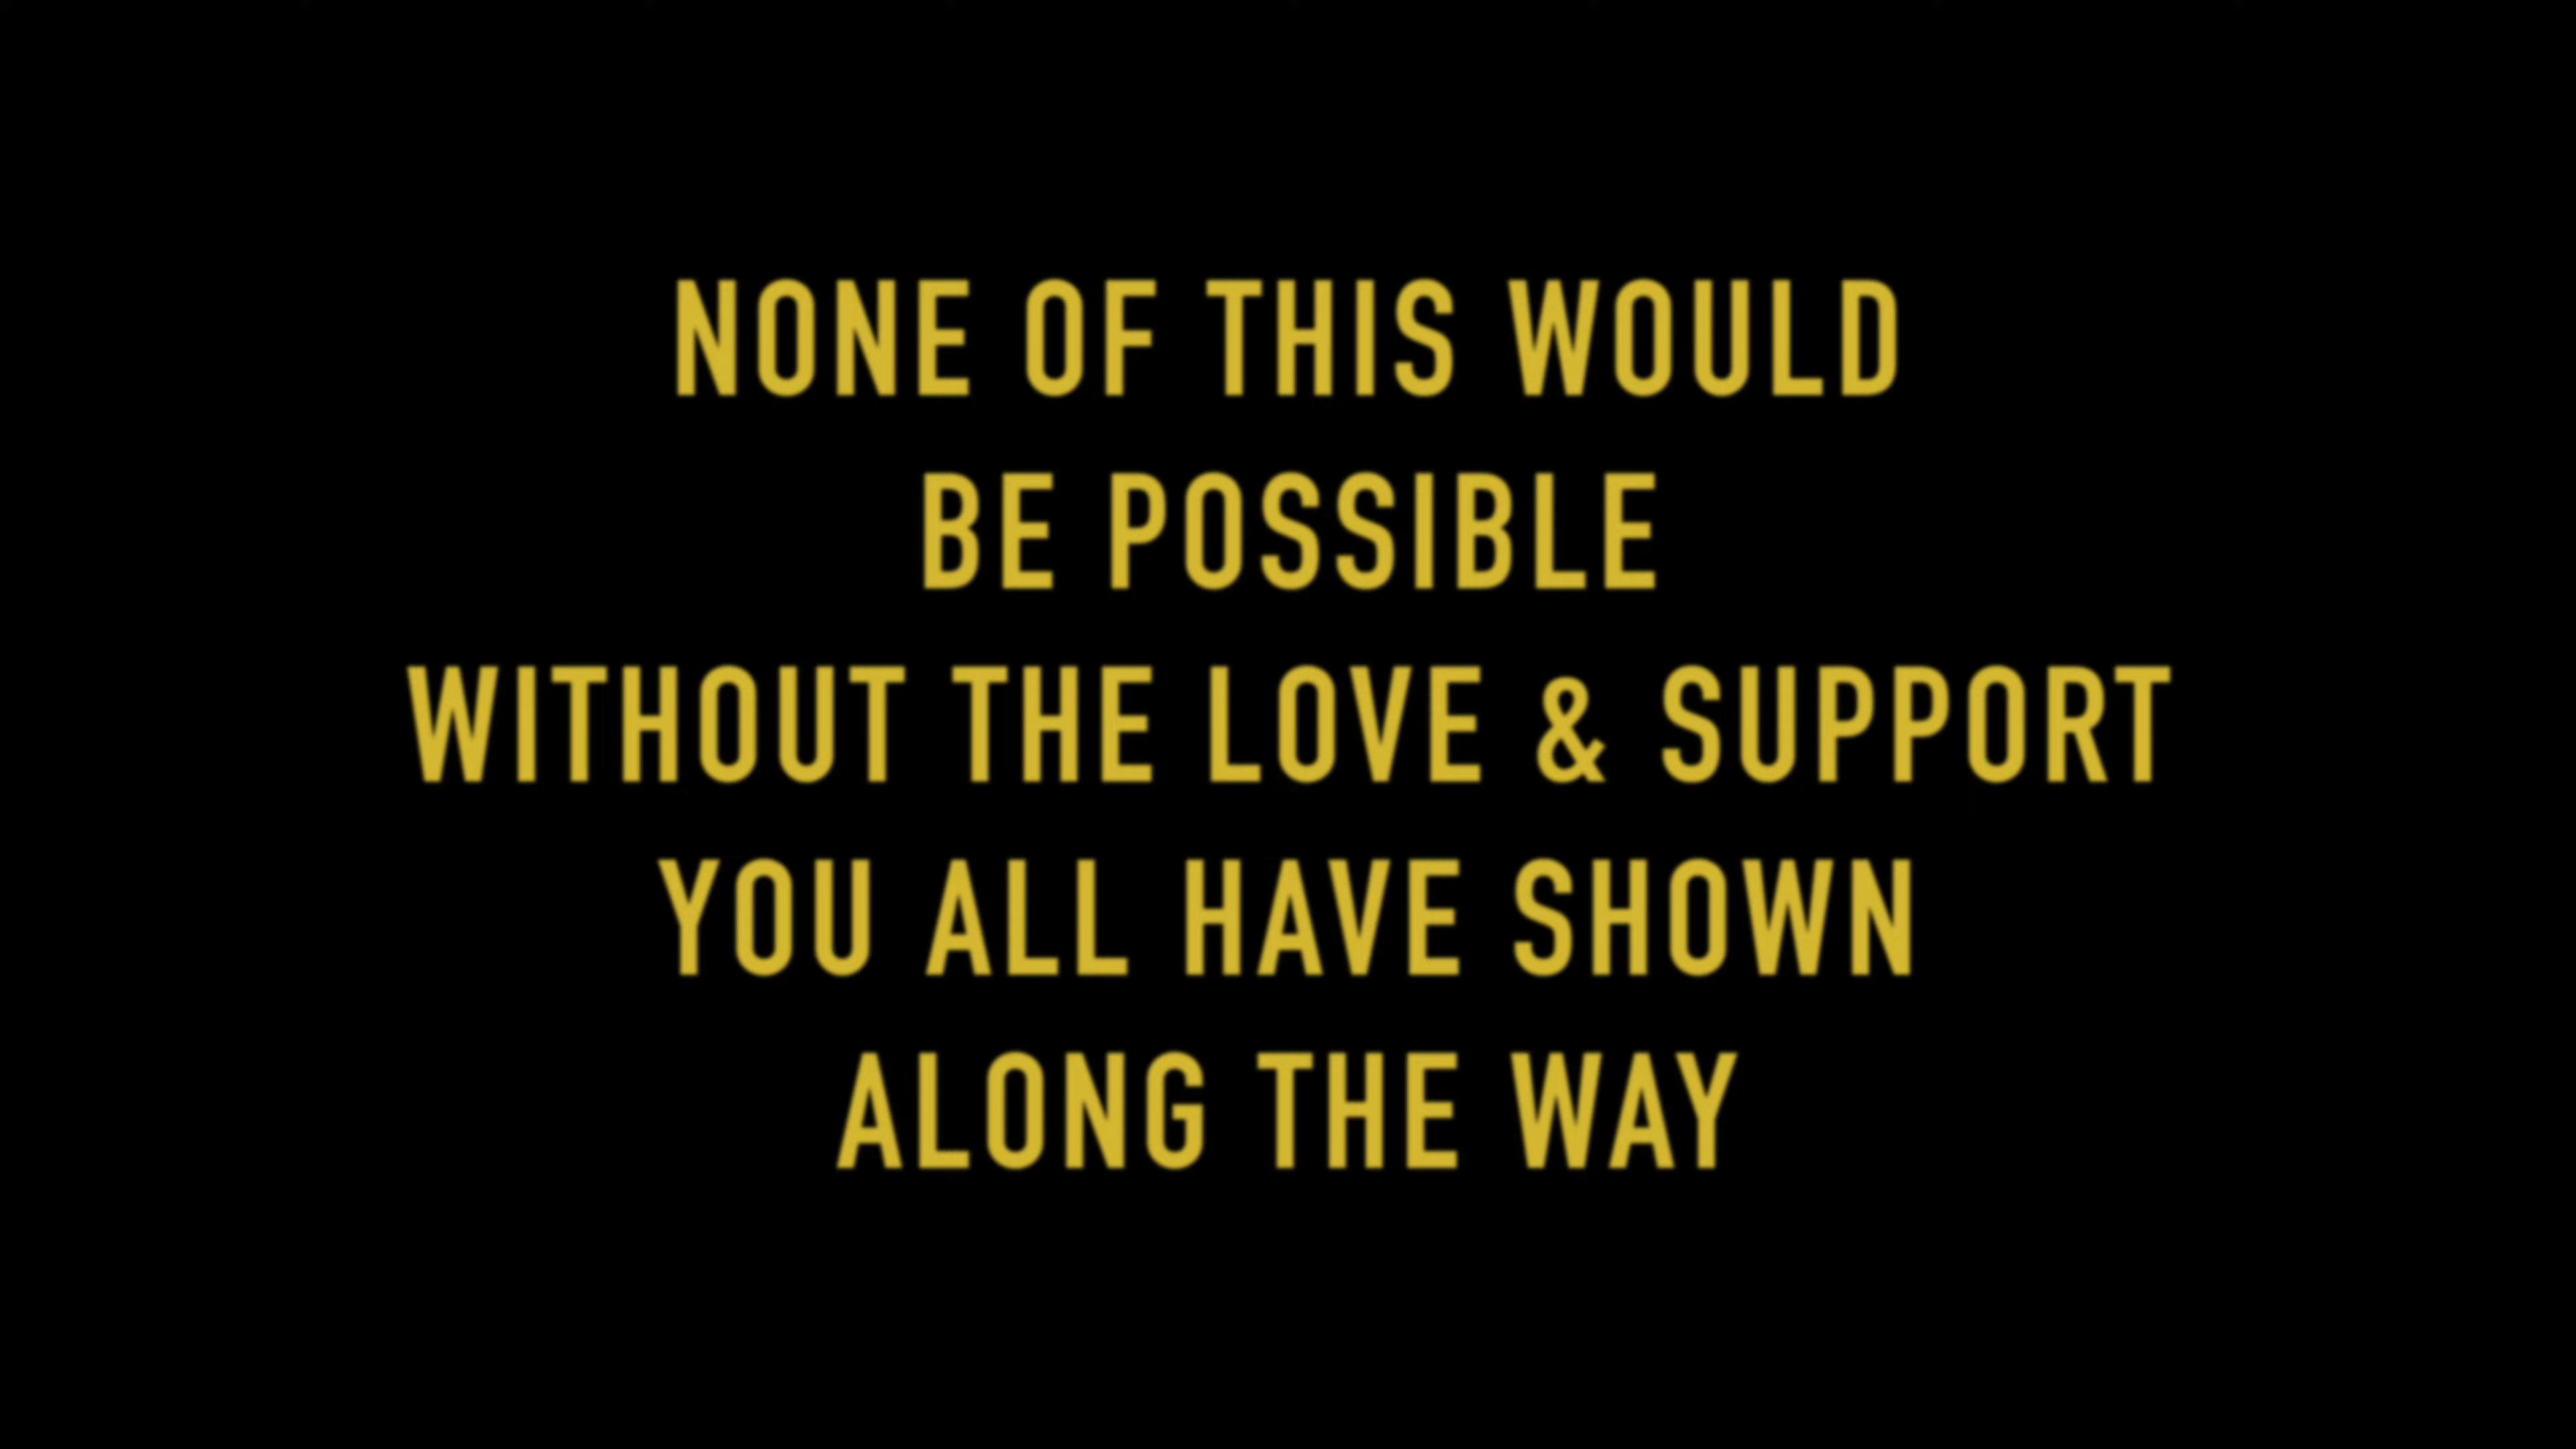 NONE OF THIS WOULD
BE POSSIBLE
WITHOUT THE LOVE & SUPPORT
YOU ALL HAVE SHOWN
ALONG THE WAY